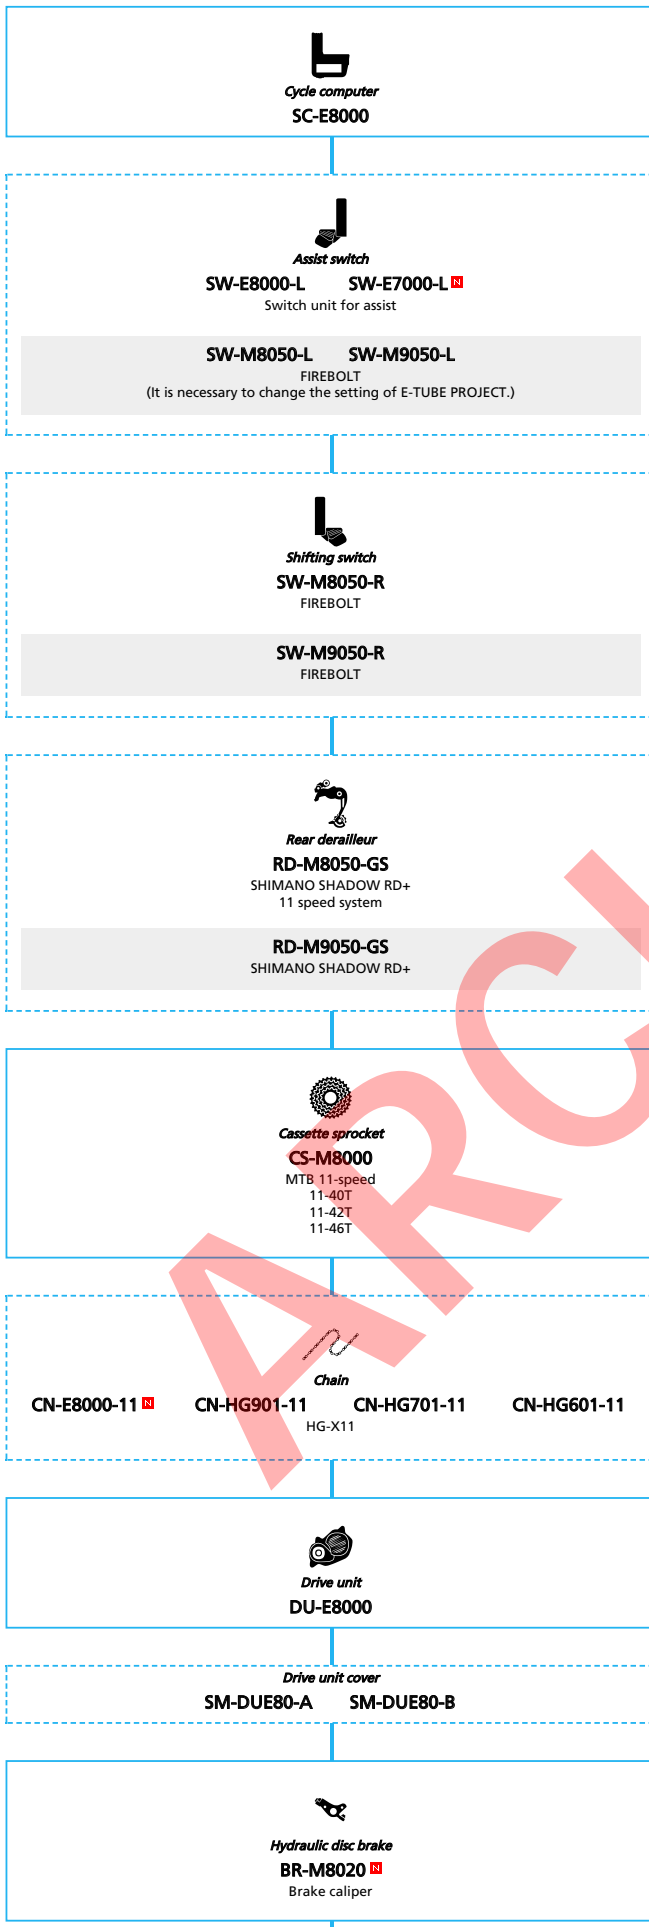 Cycle computer
SC-E8000
Assist switch
SW-E8000-L SW-E7000-L N
Switch unit for assist
SW-M8050-L SW-M9050-L
FIREBOLT
(It is necessary to change the setting of E-TUBE PROJECT.)
Shifting switch
SW-M8050-R
FIREBOLT
SW-M9050-R
FIREBOLT
Rear derailleur
RD-M8050-GS
SHIMANO SHADOW RD+
11 speed system
RD-M9050-GS
SHIMANO SHADOW RD+
Cassette sprocket
CS-M8000
MTB 11-speed
11-40T
11-42T
11-46T
Chain
CN-E8000-11 N CN-HG901-11 CN-HG701-11 CN-HG601-11
HG-X11
Drive unit
DU-E8000
Drive unit cover
SM-DUE80-A SM-DUE80-B
Hydraulic disc brake
BR-M8020 N
Brake caliper
ARC